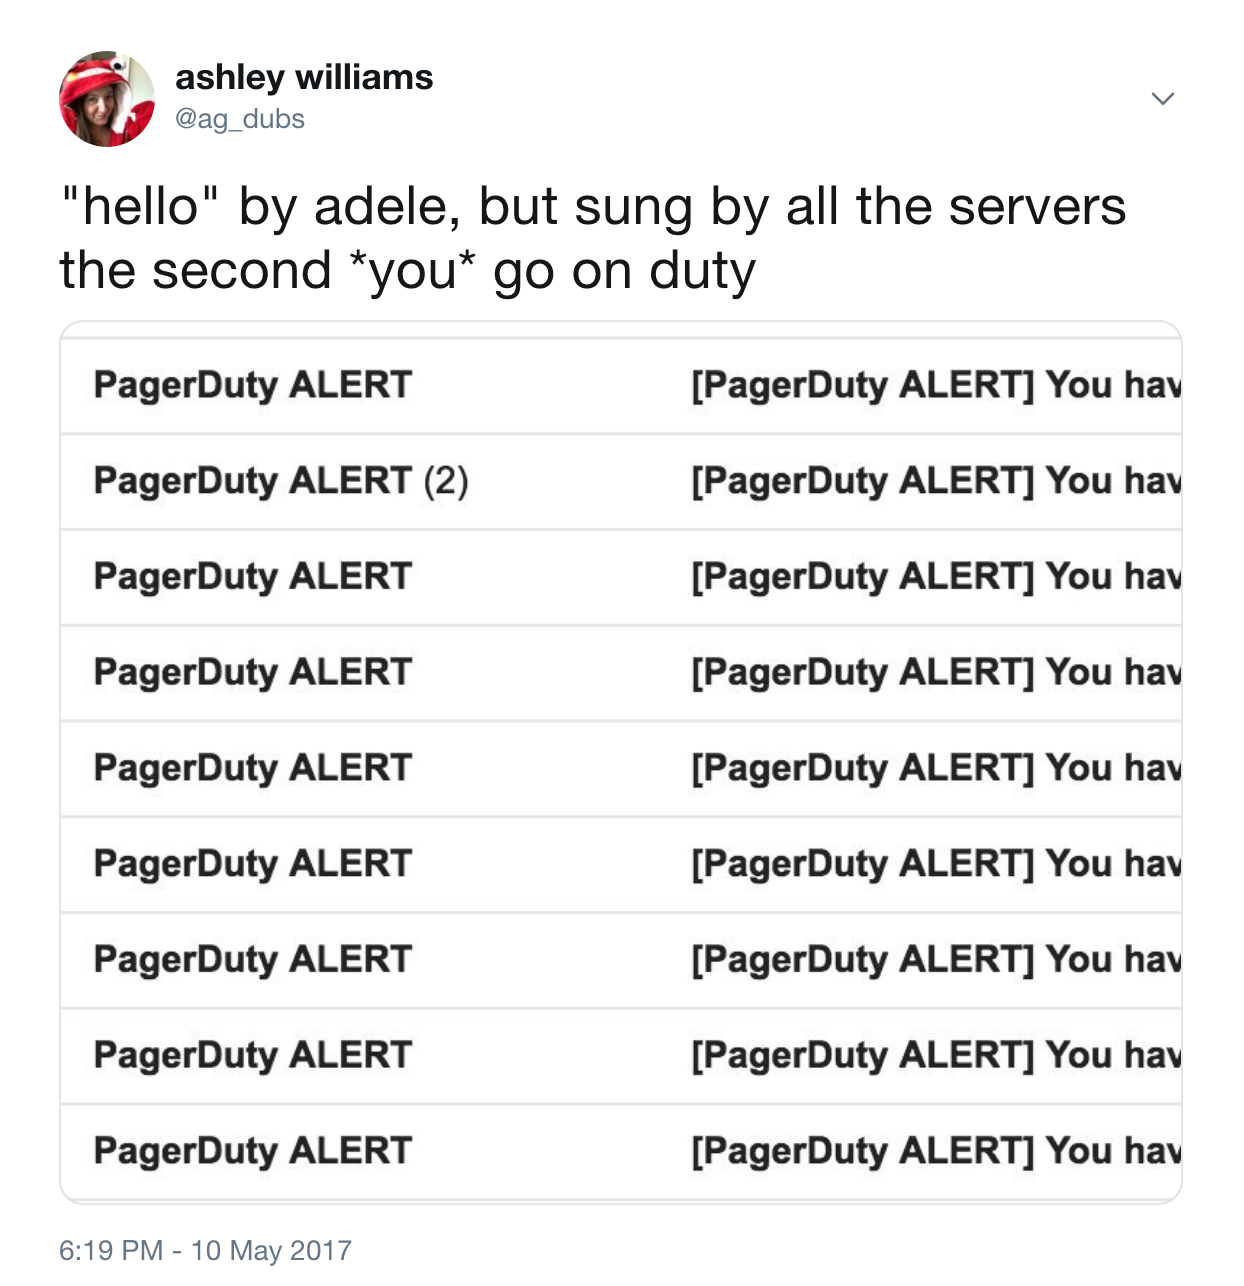 ashley williams
@ag_dubs
"hello" by adele, but sung by all the servers
the second *you* go on duty
PagerDuty ALERT [PagerDuty ALERT] You hav
PagerDuty ALERT (2) [PagerDuty ALERT] You hav
PagerDuty ALERT [PagerDuty ALERT] You hav
PagerDuty ALERT [PagerDuty ALERT] You hav
PagerDuty ALERT [PagerDuty ALERT] You hav
PagerDuty ALERT [PagerDuty ALERT] You hav
PagerDuty ALERT [PagerDuty ALERT] You hav
PagerDuty ALERT [PagerDuty ALERT] You hav
PagerDuty ALERT [PagerDuty ALERT] You hav
6:19 PM - 10 May 2017